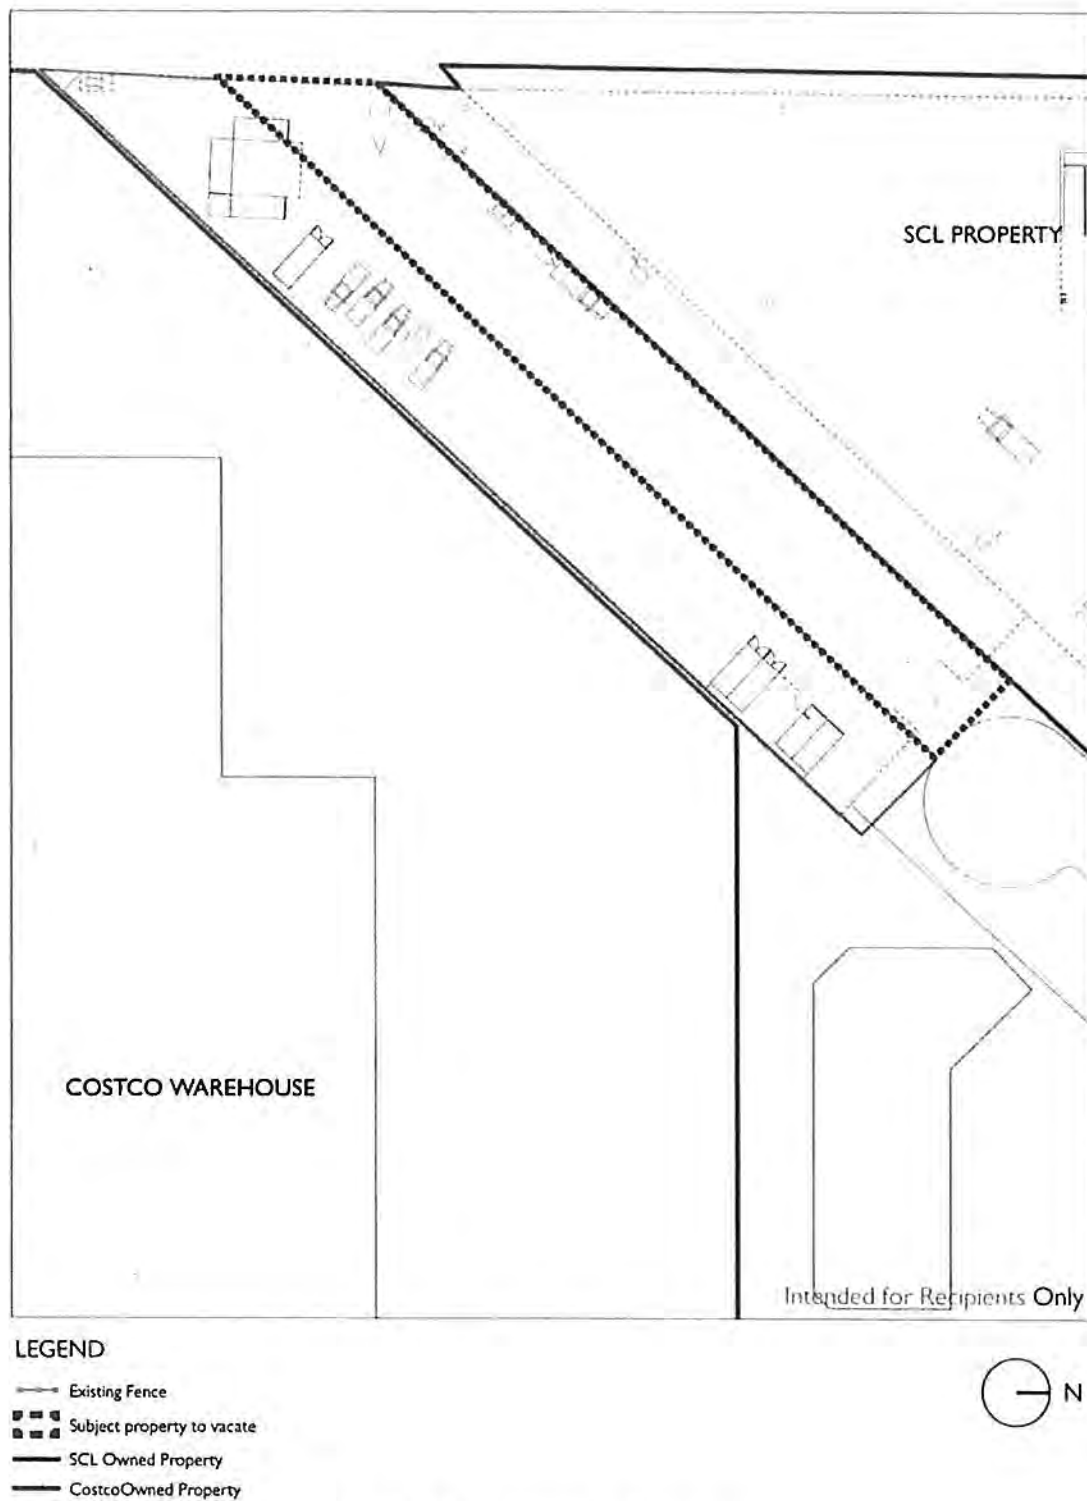 SCL PROPERTY
COSTCO WAREHOUSE
Intended for Recipients Only
LEGEND
N
Existing Fence
Subject property to vacate
SCL Owned Property
CostcoOwned Property